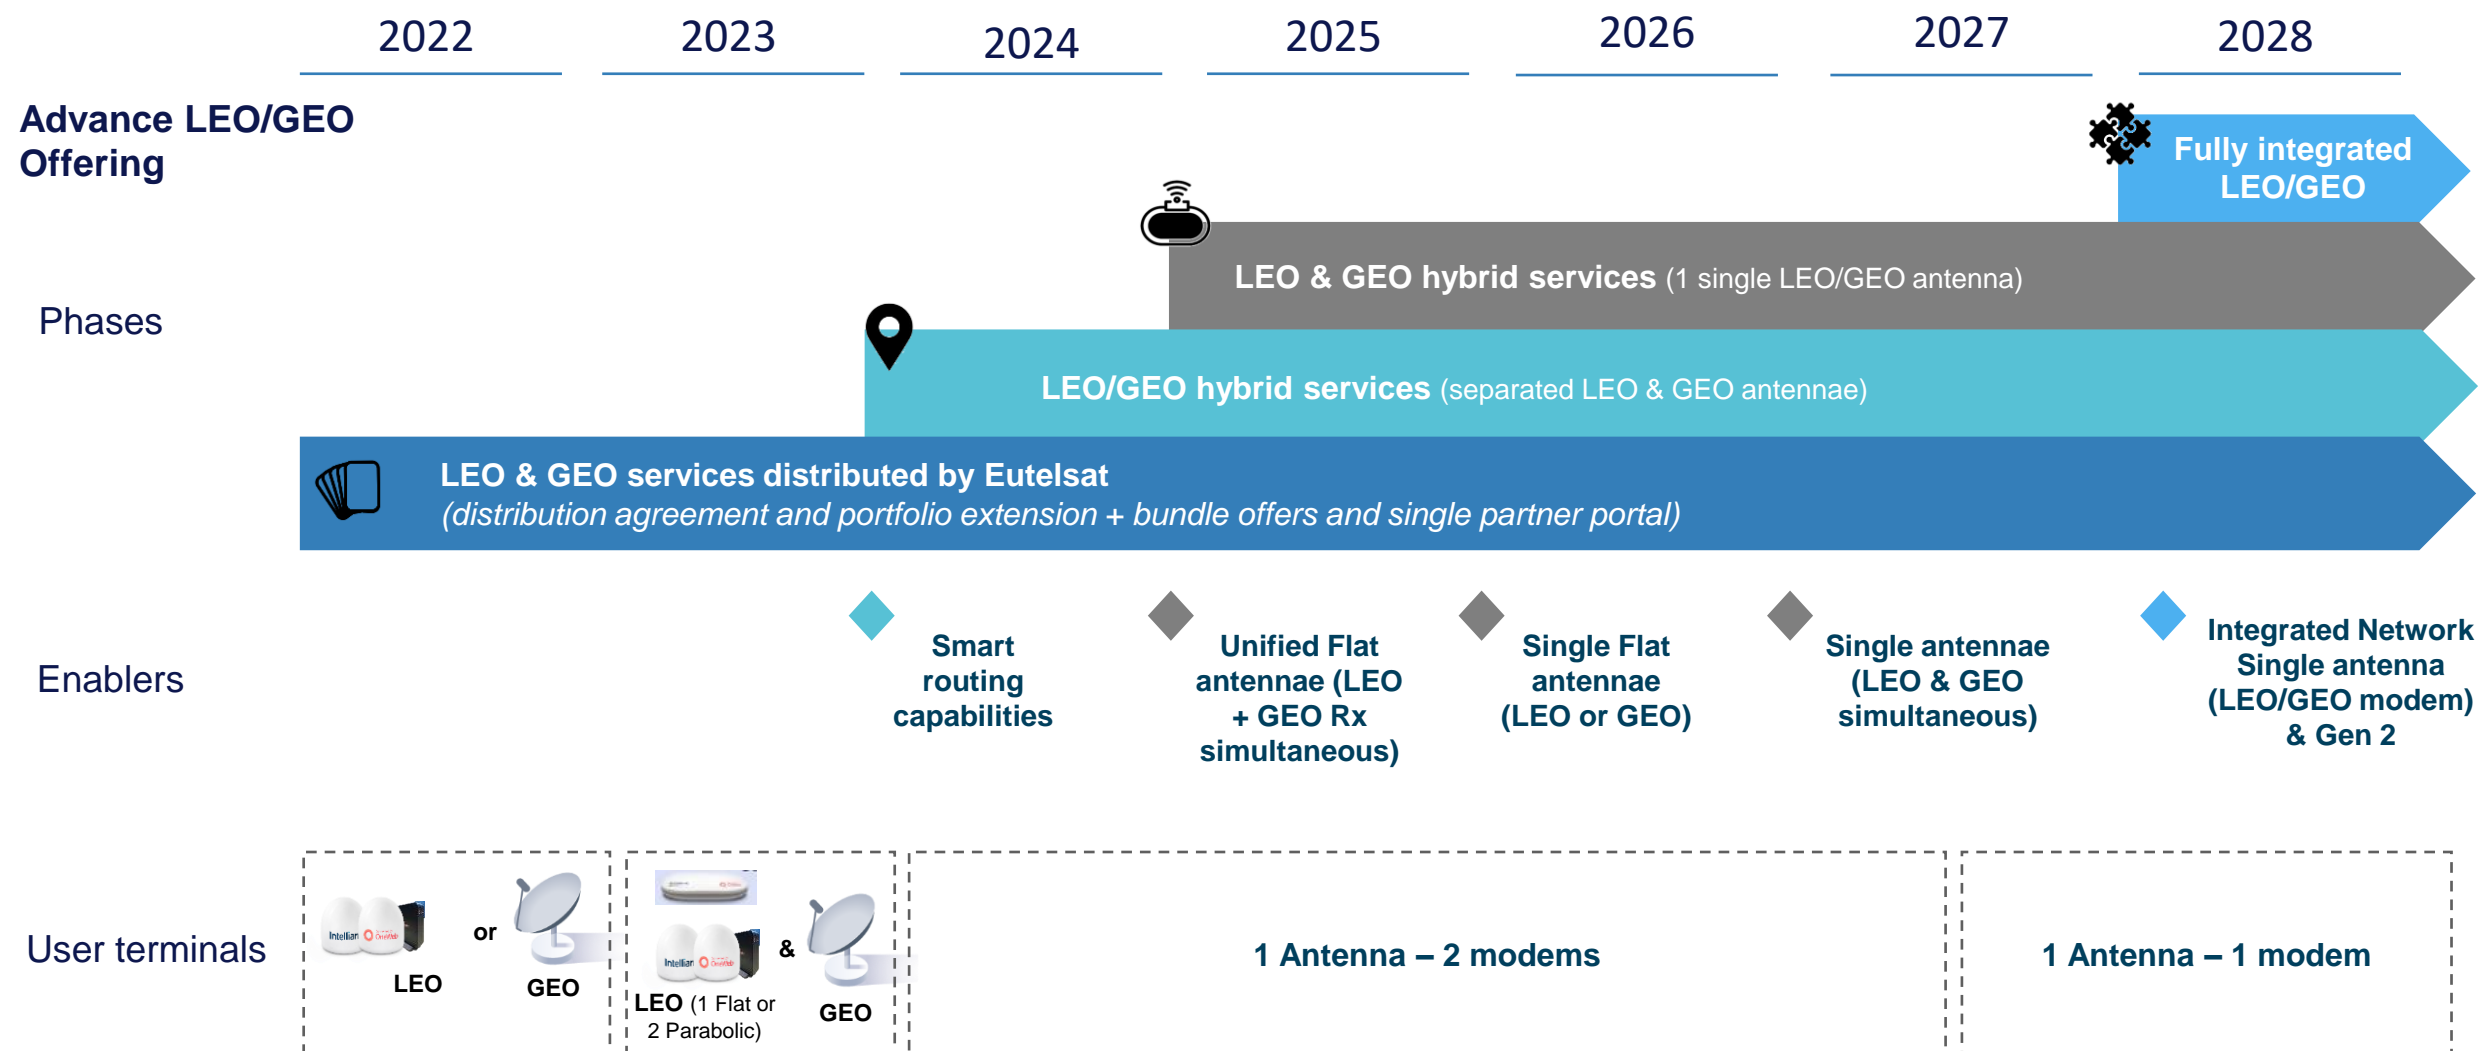 2022
2023
2024
2025
2026
2027
2028
Advance LEO/GEO
Offering
Fully integrated
LEO/GEO
Phases
LEO & GEO hybrid services (1 single LEO/GEO antenna)
LEO/GEO hybrid services (separated LEO & GEO antennae)
LEO & GEO services distributed by Eutelsat
(distribution agreement and portfolio extension + bundle offers and single partner portal)
Enablers
Smart
routing
capabilities
Unified Flat
antennae (LEO
+ GEO Rx
simultaneous)
Single Flat
antennae
(LEO or GEO)
Single antennae
(LEO & GEO
simultaneous)
Integrated Network
Single antenna
(LEO/GEO modem)
& Gen 2
User terminals
Intellian
OneWeb
LEO
or
GEO
Intellian
OneWeb
LEO (1 Flat or
2 Parabolic)
&
GEO
1 Antenna – 2 modems
1 Antenna – 1 modem